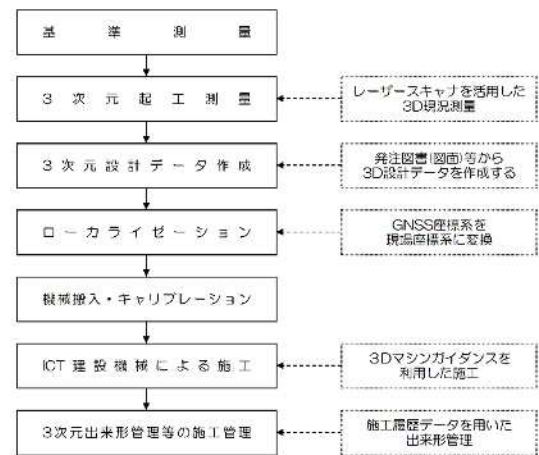 基準測量
3次元起工測量
レーザースキャナを活用した
3D現況測量
3次元設計データ作成
発注図書(図面)等から
3D設計データを作成する
ローカライゼーション
GNSS座標系を
現場座標系に変換
機械搬入・キャリブレーション
ICT建設機械による施工
3Dマシンガイダンスを
利用した施工
3次元出来形管理等の施工管理
施工履歴データを用いた
出来形管理